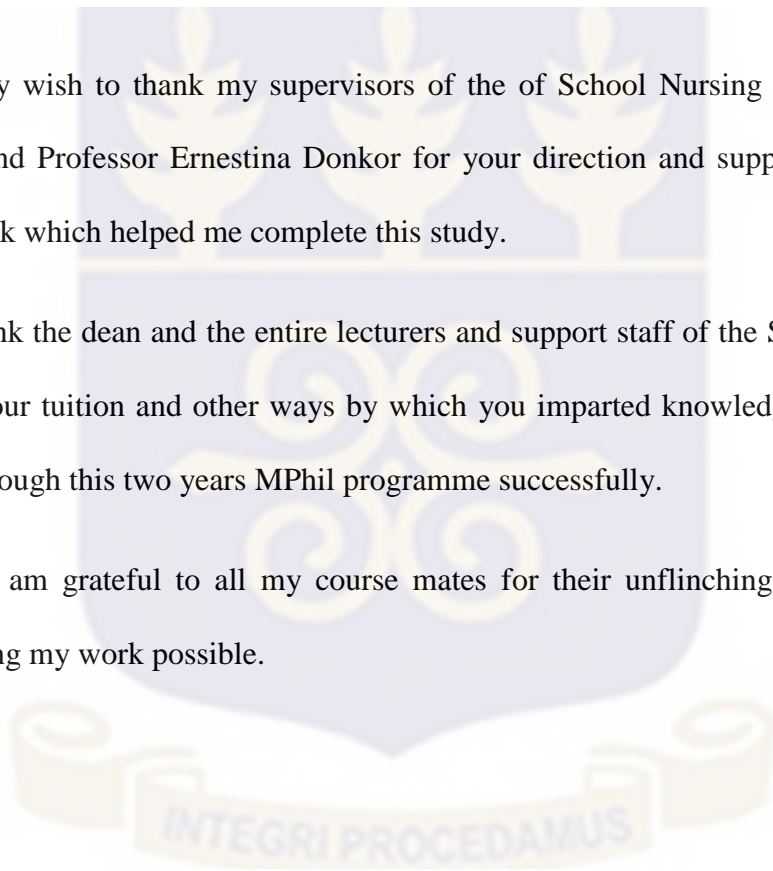 wish to thank my supervisors of the of School Nursing
nd Professor Ernestina Donkor for your direction and supp
k which helped me complete this study.
nk the dean and the entire lecturers and support staff of the S
our tuition and other ways by which you imparted knowled
ough this two years MPhil programme successfully.
am grateful to all my course mates for their unflinching
ng my work possible.
INTEGRI PROCEDAMUS